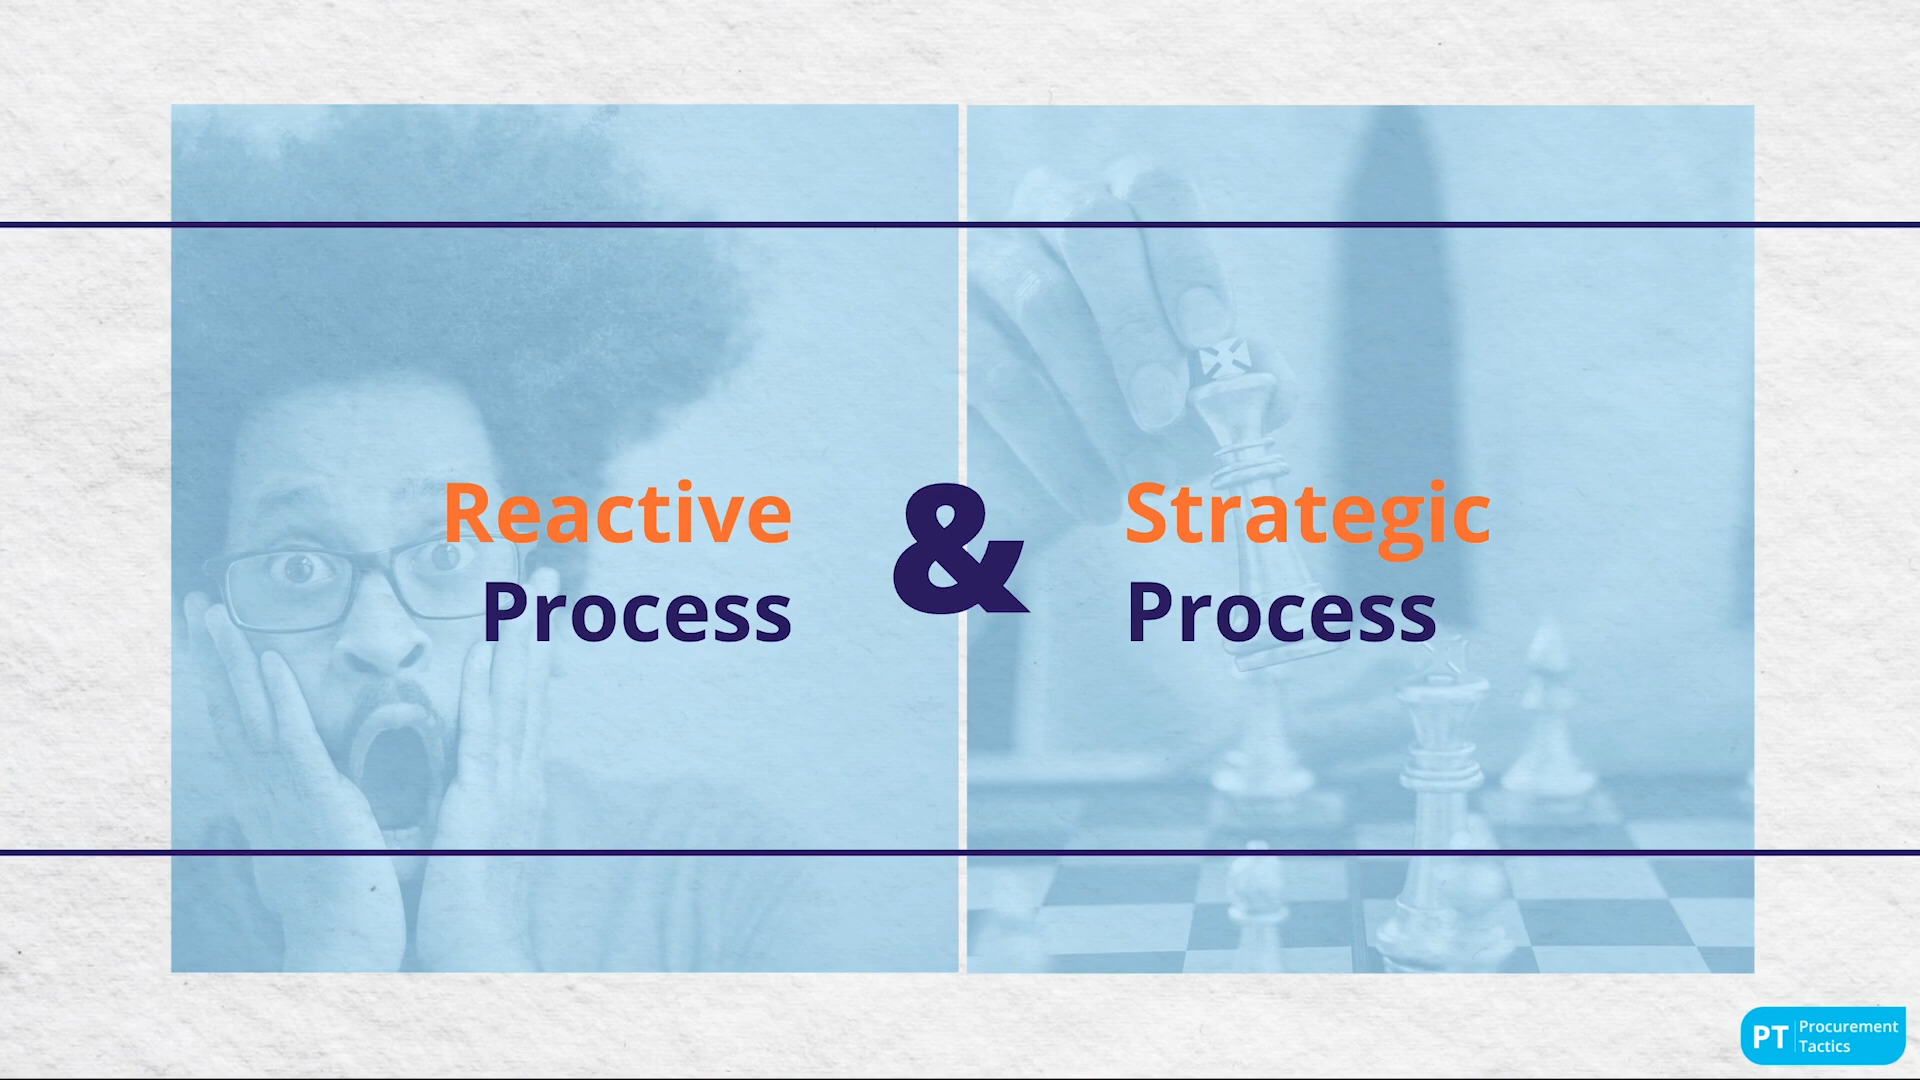 Reactive
Process
&
Strategic
Process
PT
Procurement
Tactics